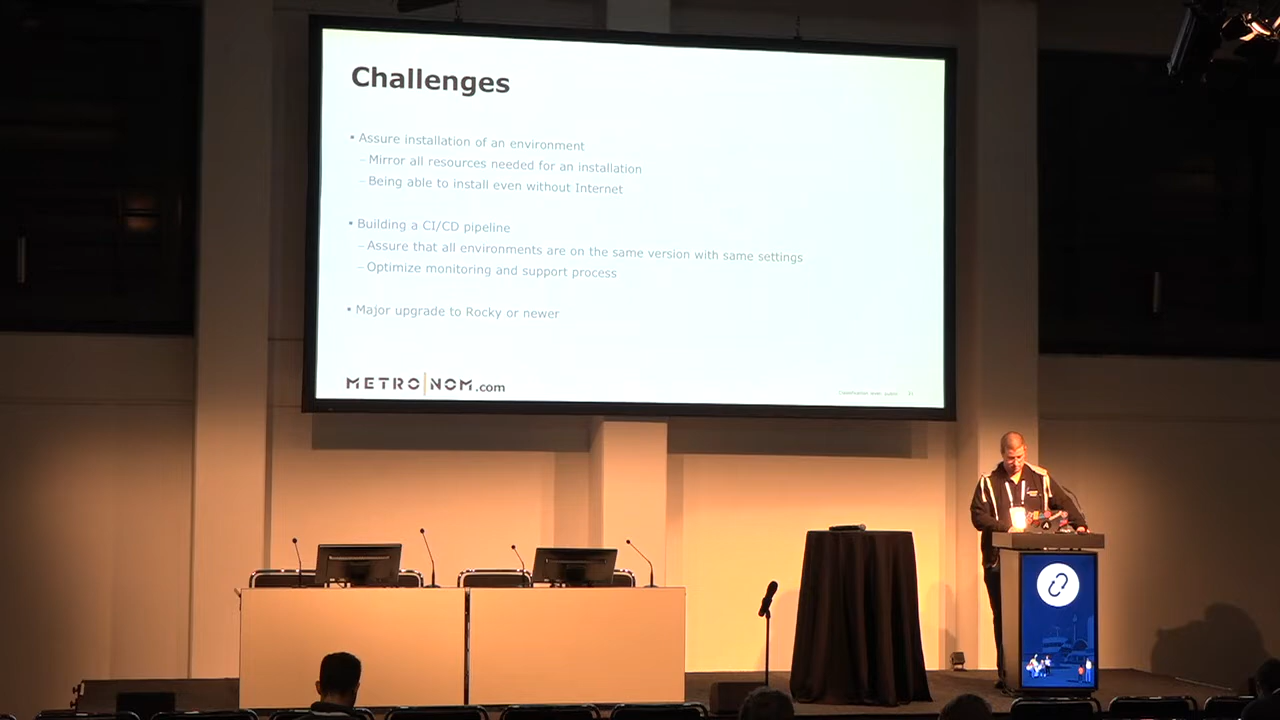 Challenges
▪ Assure installation of an environment
– Mirror all resources needed for an installation
– Being able to install even without Internet
▪ Building a CI/CD pipeline
– Assure that all environments are on the same version with same settings
– Optimize monitoring and support process
▪ Major upgrade to Rocky or newer
METRO|NOM.com